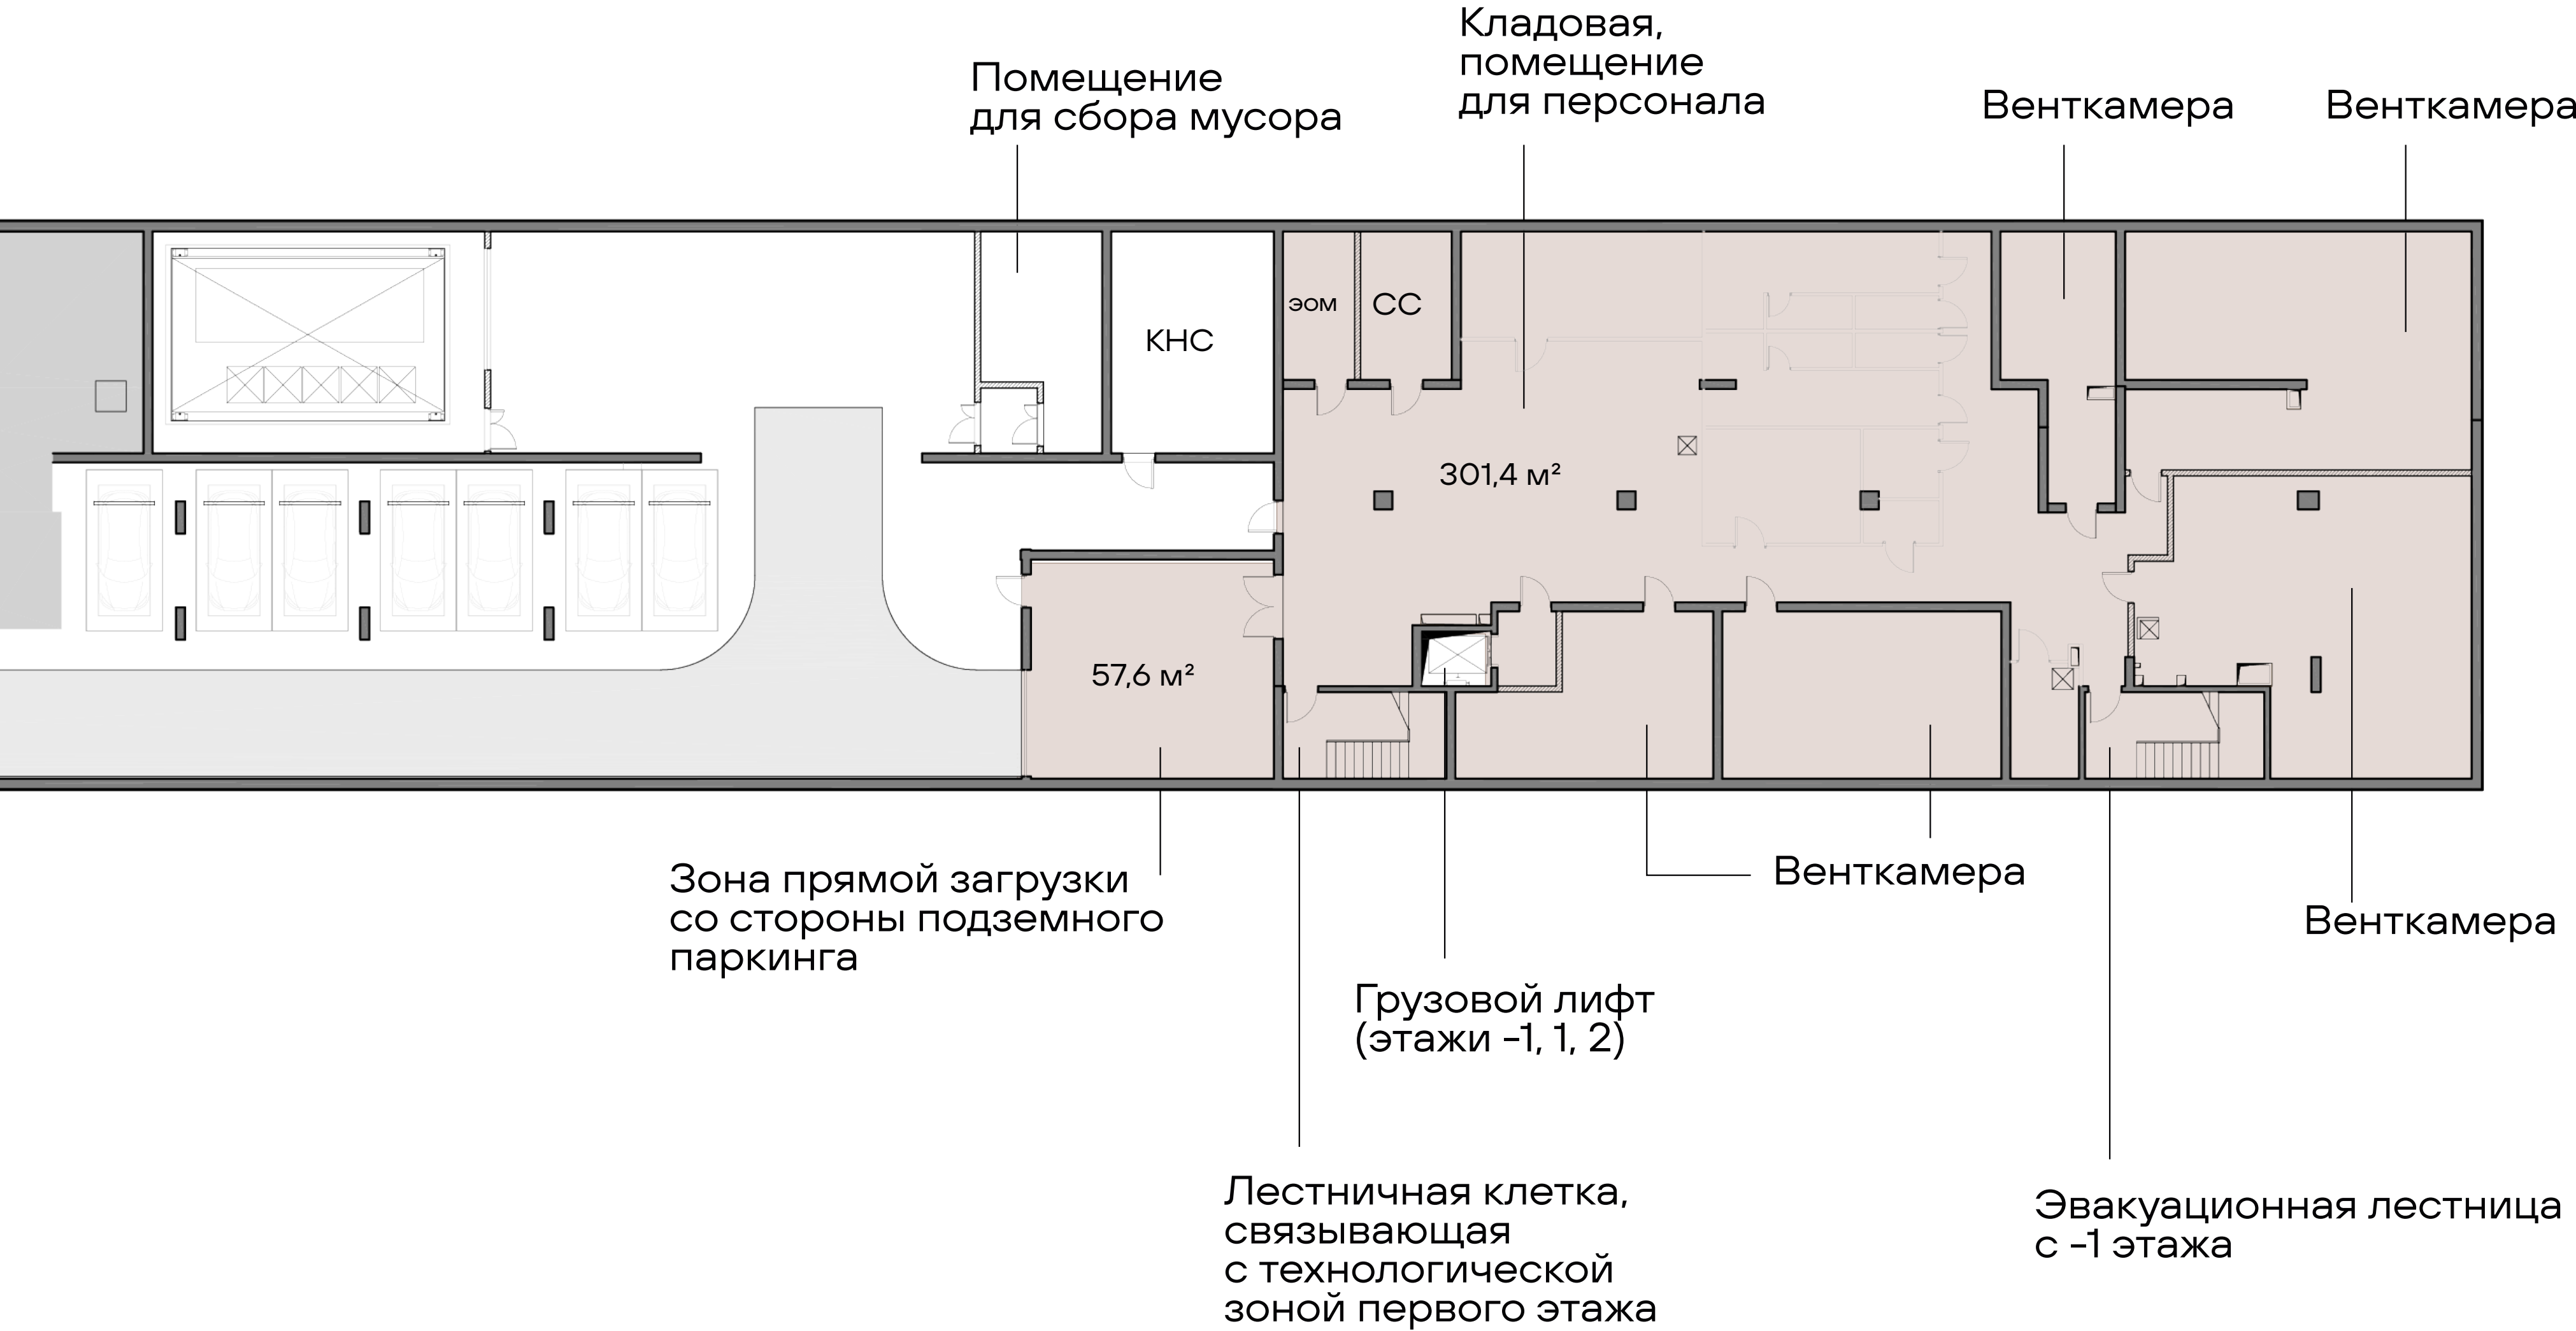 Кладовая,
помещение
для персонала
Помещение
для сбора мусора
Венткамера
Венткамера
эом
СС
КНС
301,4 м²
57,6 м²
Зона прямой загрузки
со стороны подземного
паркинга
Венткамера
Венткамера
Грузовой лифт
(этажи -1, 1, 2)
Лестничная клетка,
связывающая
с технологической
зоной первого этажа
Эвакуационная лестница
с -1 этажа